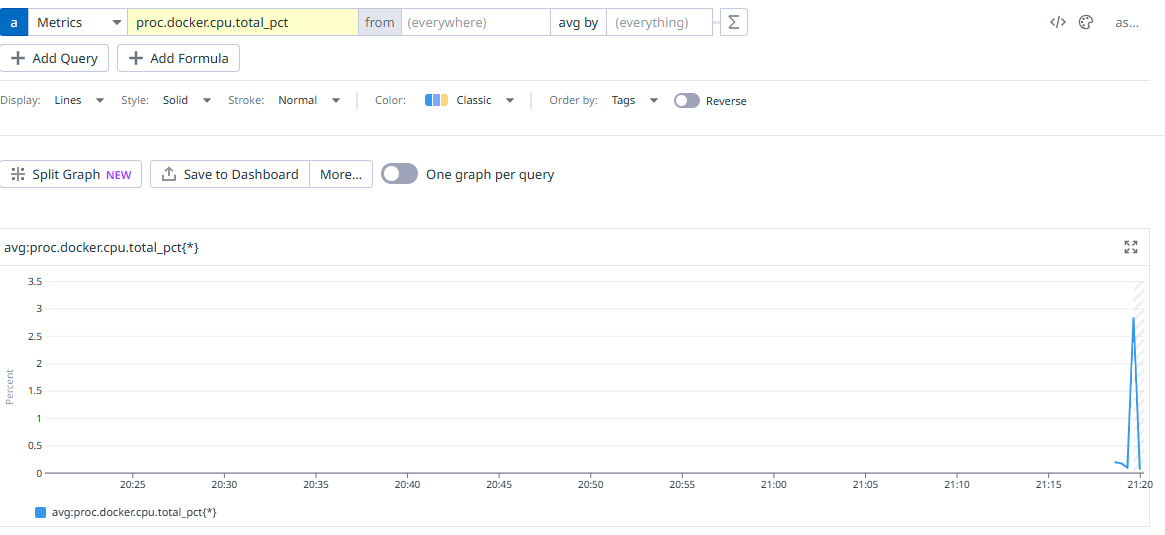 a Metrics proc.docker.cpu.total_pct from (everywhere) avg by (everything) Σ </> as...
Add Query Add Formula
Display: Lines Style: Solid Stroke: Normal Color: Classic Order by: Tags Reverse
Split Graph NEW Save to Dashboard More... One graph per query
avg:proc.docker.cpu.total_pct{*}
3.5
3
2.5
2
1.5
1
0.5
0
Percent
20:25 20:30 20:35 20:40 20:45 20:50 20:55 21:00 21:05 21:10 21:15 21:20
avg:proc.docker.cpu.total_pct{*}